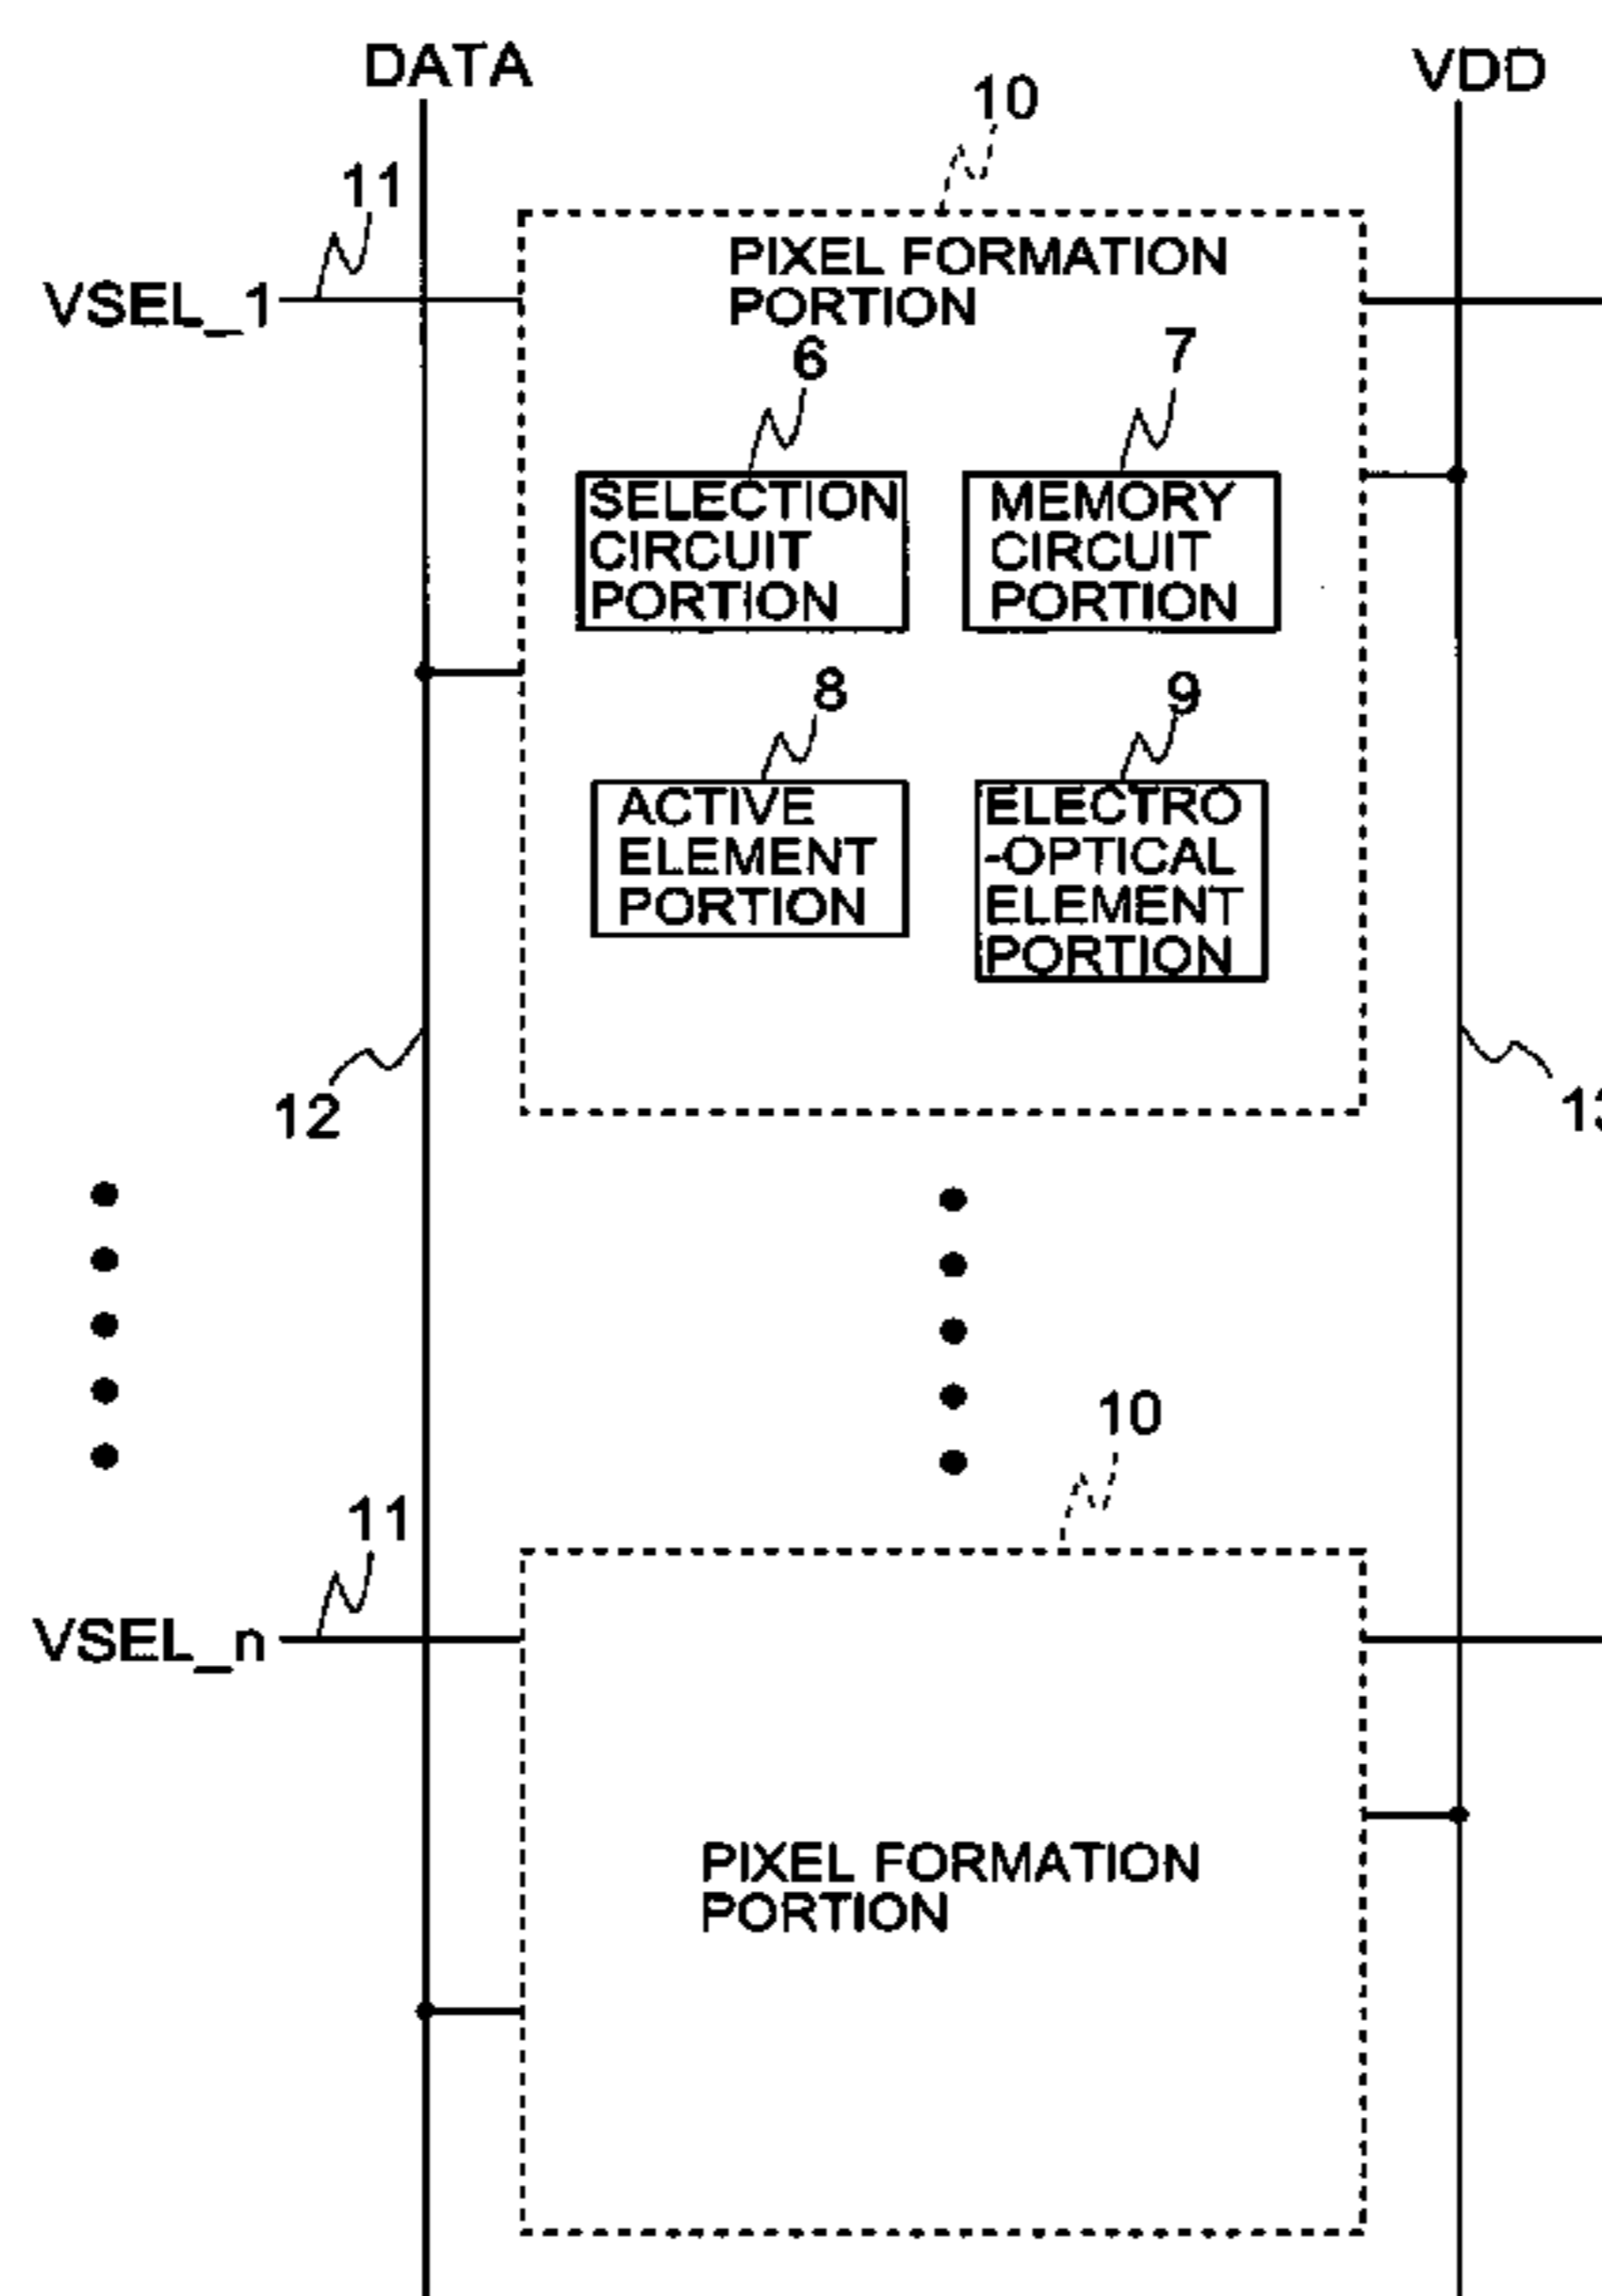 DATA
VDD
10
11
VSEL_1
PIXEL FORMATION
PORTION
6
7
SELECTION
CIRCUIT
PORTION
MEMORY
CIRCUIT
PORTION
8
9
ACTIVE
ELEMENT
PORTION
ELECTRO
-OPTICAL
ELEMENT
PORTION
12
13
10
11
VSEL_n
PIXEL FORMATION
PORTION